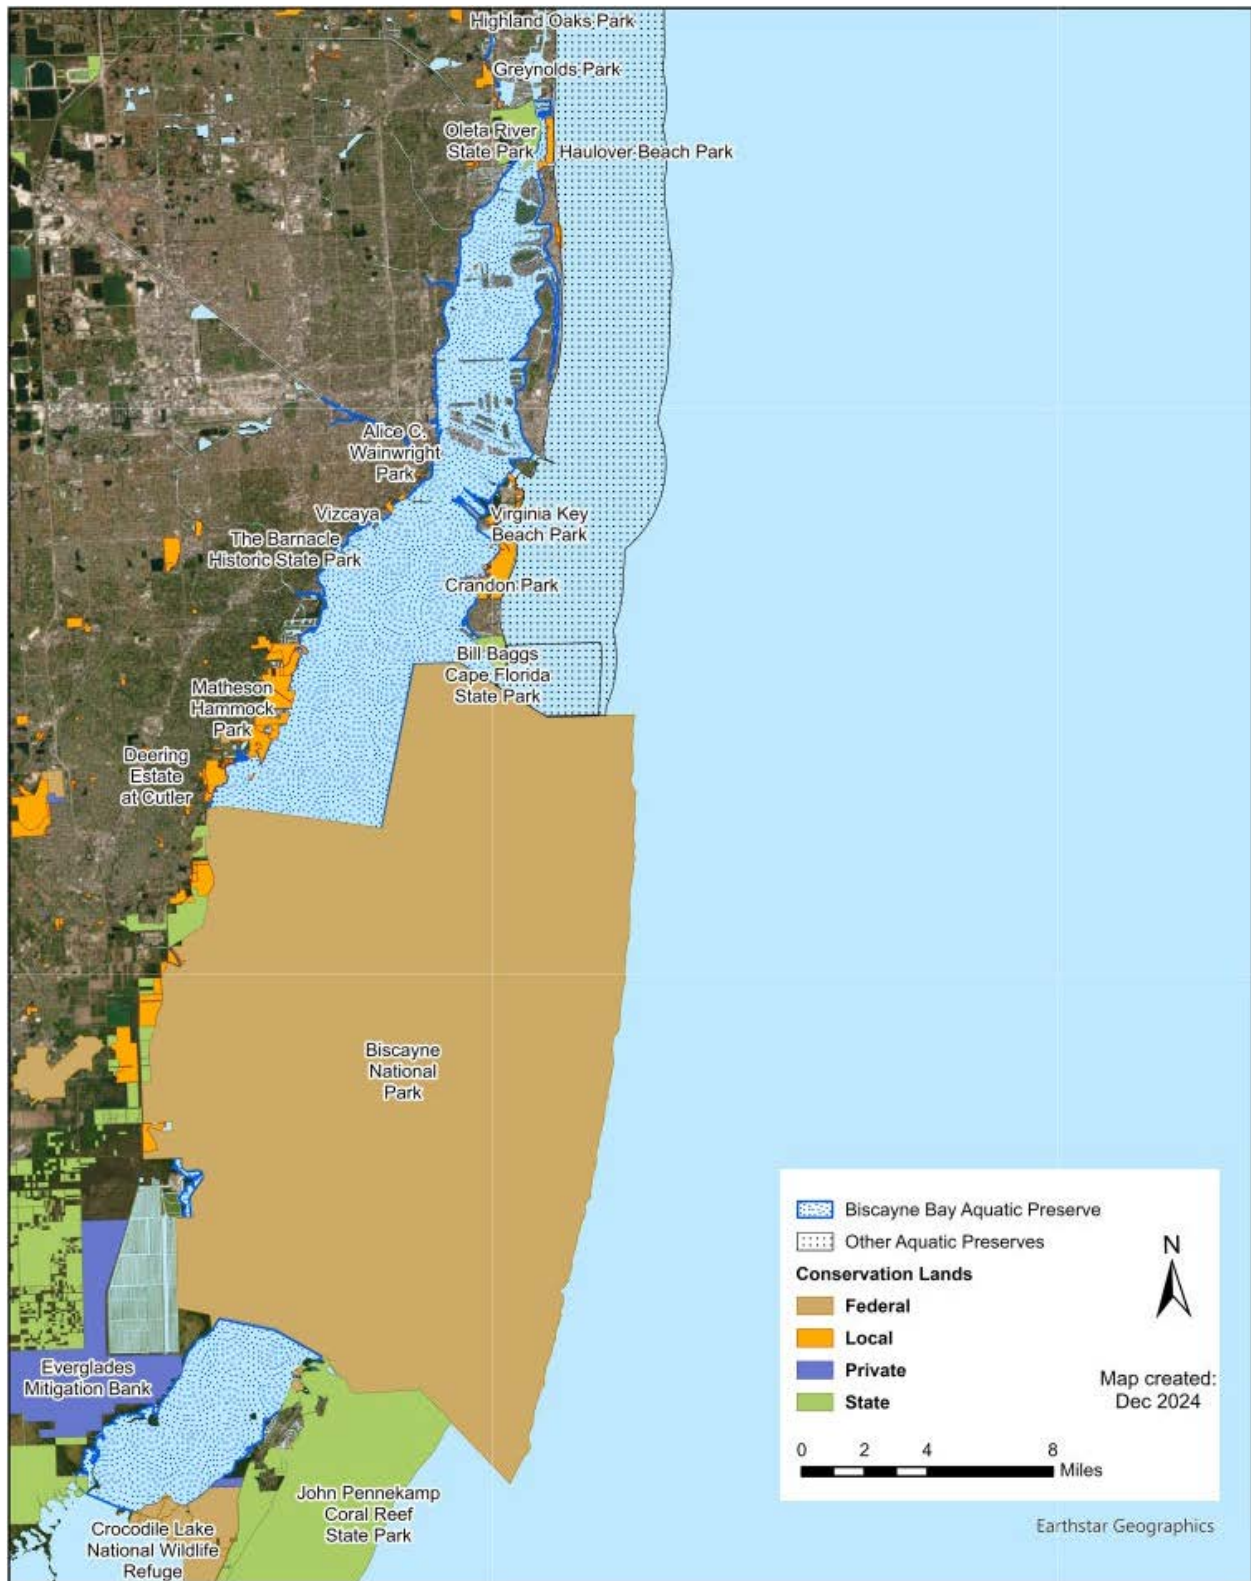 Highland Oaks Park
Greynolds Park
Oleta River
State Park
Haulover Beach Park
Alice C.
Wainwright
Park
Vizcaya
Virginia Key
Beach Park
The Barnacle
Historic State Park
Crandon Park
Bill Baggs
Cape Florida
State Park
Matheson
Hammock
Park
Deering
Estate
at Cutler
Biscayne
National
Park
Everglades
Mitigation Bank
John Pennekamp
Coral Reef
State Park
Crocodile Lake
National Wildlife
Refuge
Biscayne Bay Aquatic Preserve
Other Aquatic Preserves
Conservation Lands
Federal
Local
Private
State
N
Map created:
Dec 2024
0 2 4 8
Miles
Earthstar Geographics